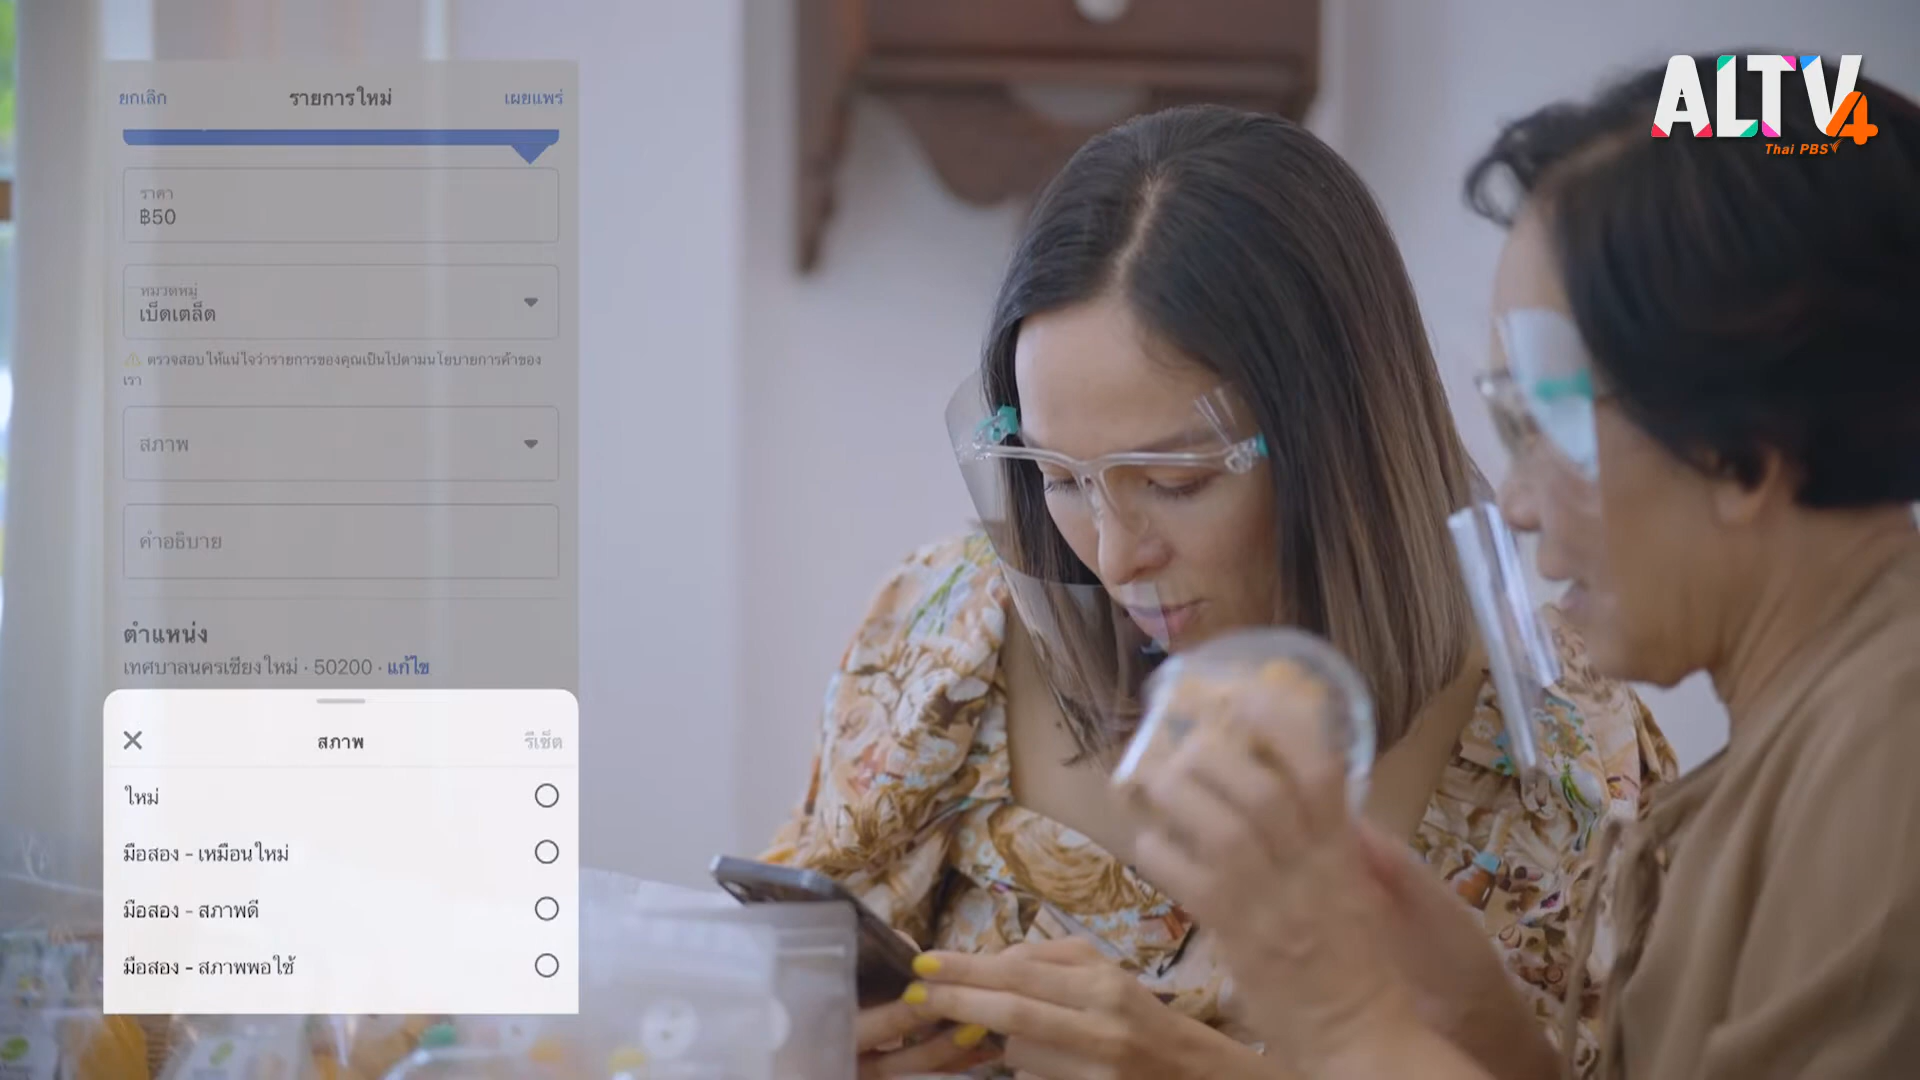 ยกเลิก รายการใหม่ เผยแพร่
ราคา
฿50
หมวดหมู่
เบ็ดเตล็ด
ตรวจสอบให้แน่ใจว่ารายการของคุณเป็นไปตามนโยบายการค้าของ
เรา
สภาพ
คำอธิบาย
ตำแหน่ง
เทศบาลนครเชียงใหม่ · 50200 · แก้ไข
สภาพ รีเซ็ต
ใหม่
มือสอง - เหมือนใหม่
มือสอง - สภาพดี
มือสอง - สภาพพอใช้
ALTV4
Thai PBS